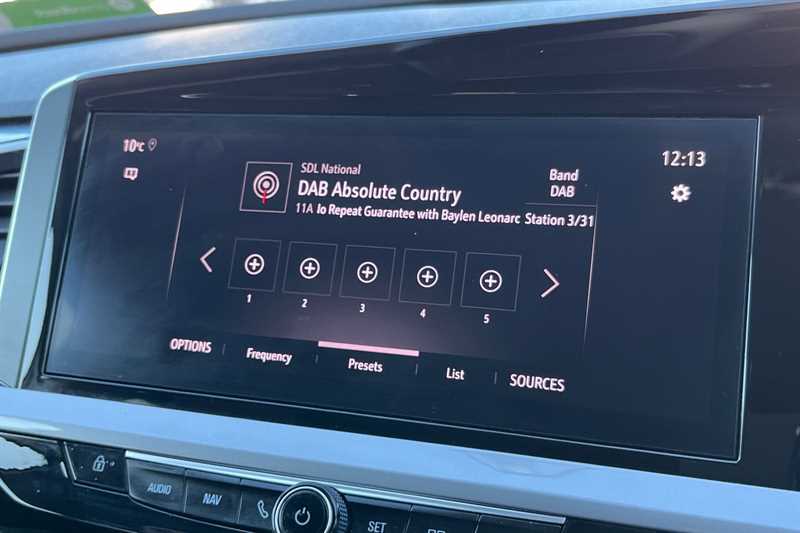 10°C
12:13
SDL National
DAB Absolute Country
11A lo Repeat Guarantee with Baylen Leonarc Station 3/31
Band
DAB
1 2 3 4 5
OPTIONS Frequency Presets List SOURCES
AUDIO NAV SET